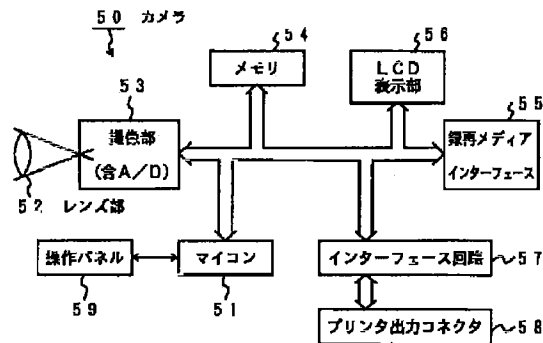 50 カメラ
54
56
メモリ
LCD
表示部
53
55
撮像部
(含A/D)
録再メディア
インターフェース
52 レンズ部
操作パネル
マイコン
インターフェース回路
57
59
51
プリンタ出力コネクタ
58